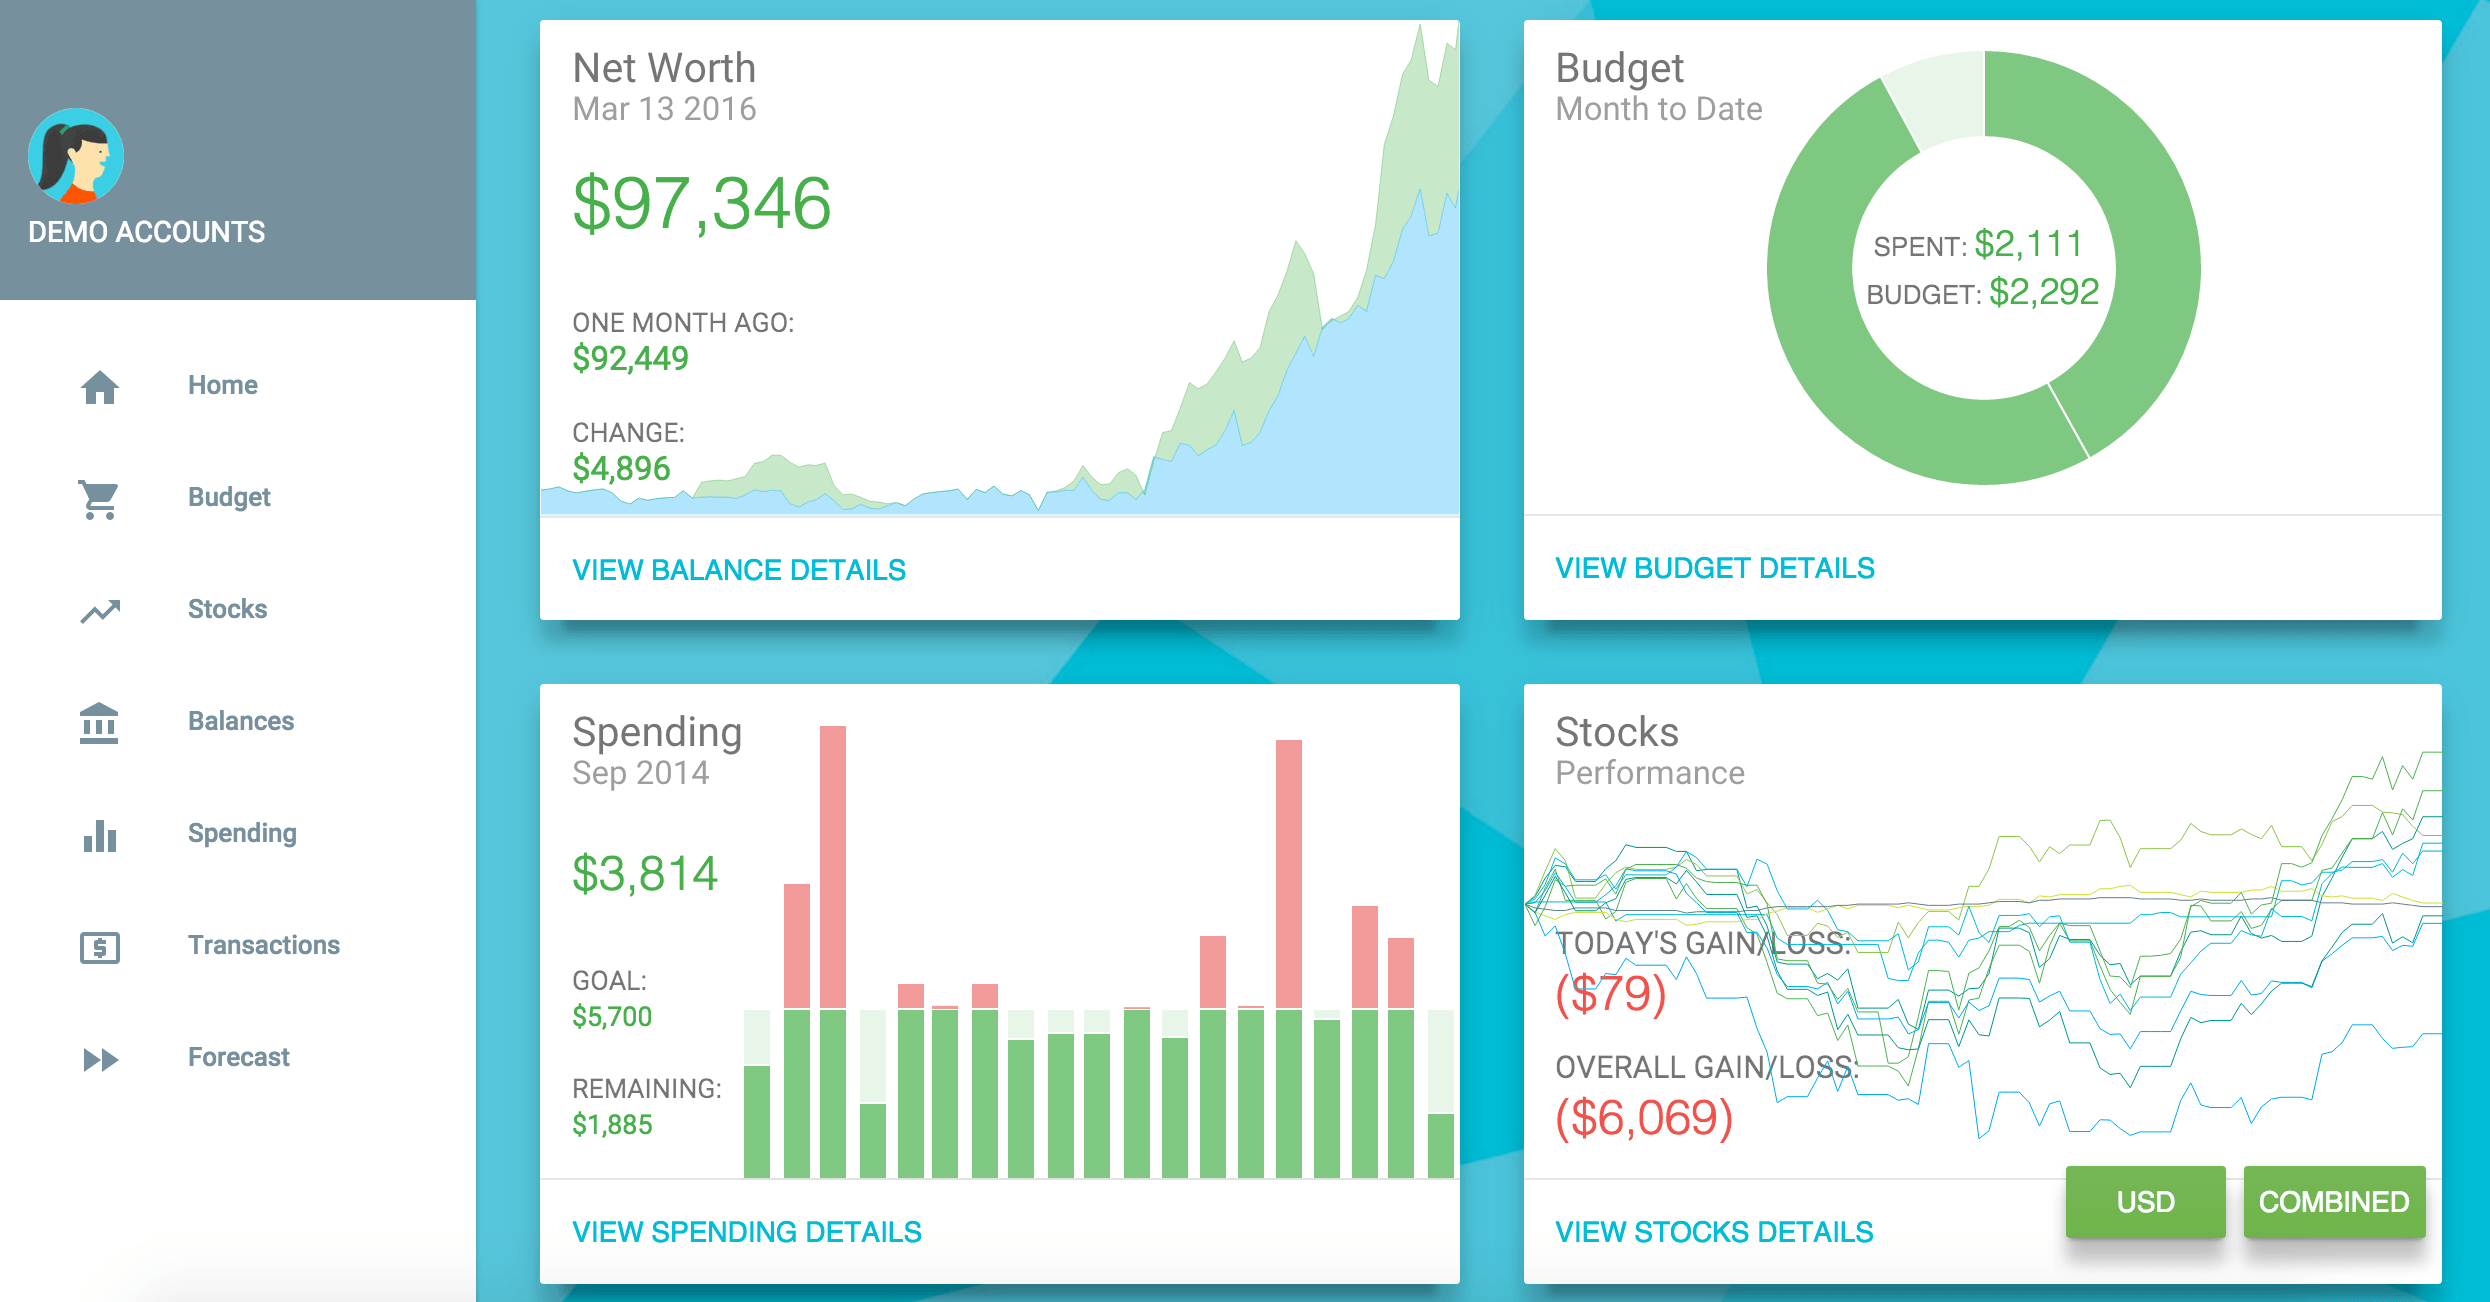 DEMO ACCOUNTS
Home
Budget
Stocks
Balances
Spending
Transactions
Forecast
Net Worth
Mar 13 2016
$97,346
ONE MONTH AGO:
$92,449
CHANGE:
$4,896
VIEW BALANCE DETAILS
Budget
Month to Date
SPENT: $2,111
BUDGET: $2,292
VIEW BUDGET DETAILS
Spending
Sep 2014
$3,814
GOAL:
$5,700
REMAINING:
$1,885
VIEW SPENDING DETAILS
Stocks
Performance
TODAY'S GAIN/LOSS:
($79)
OVERALL GAIN/LOSS:
($6,069)
VIEW STOCKS DETAILS
USD
COMBINED